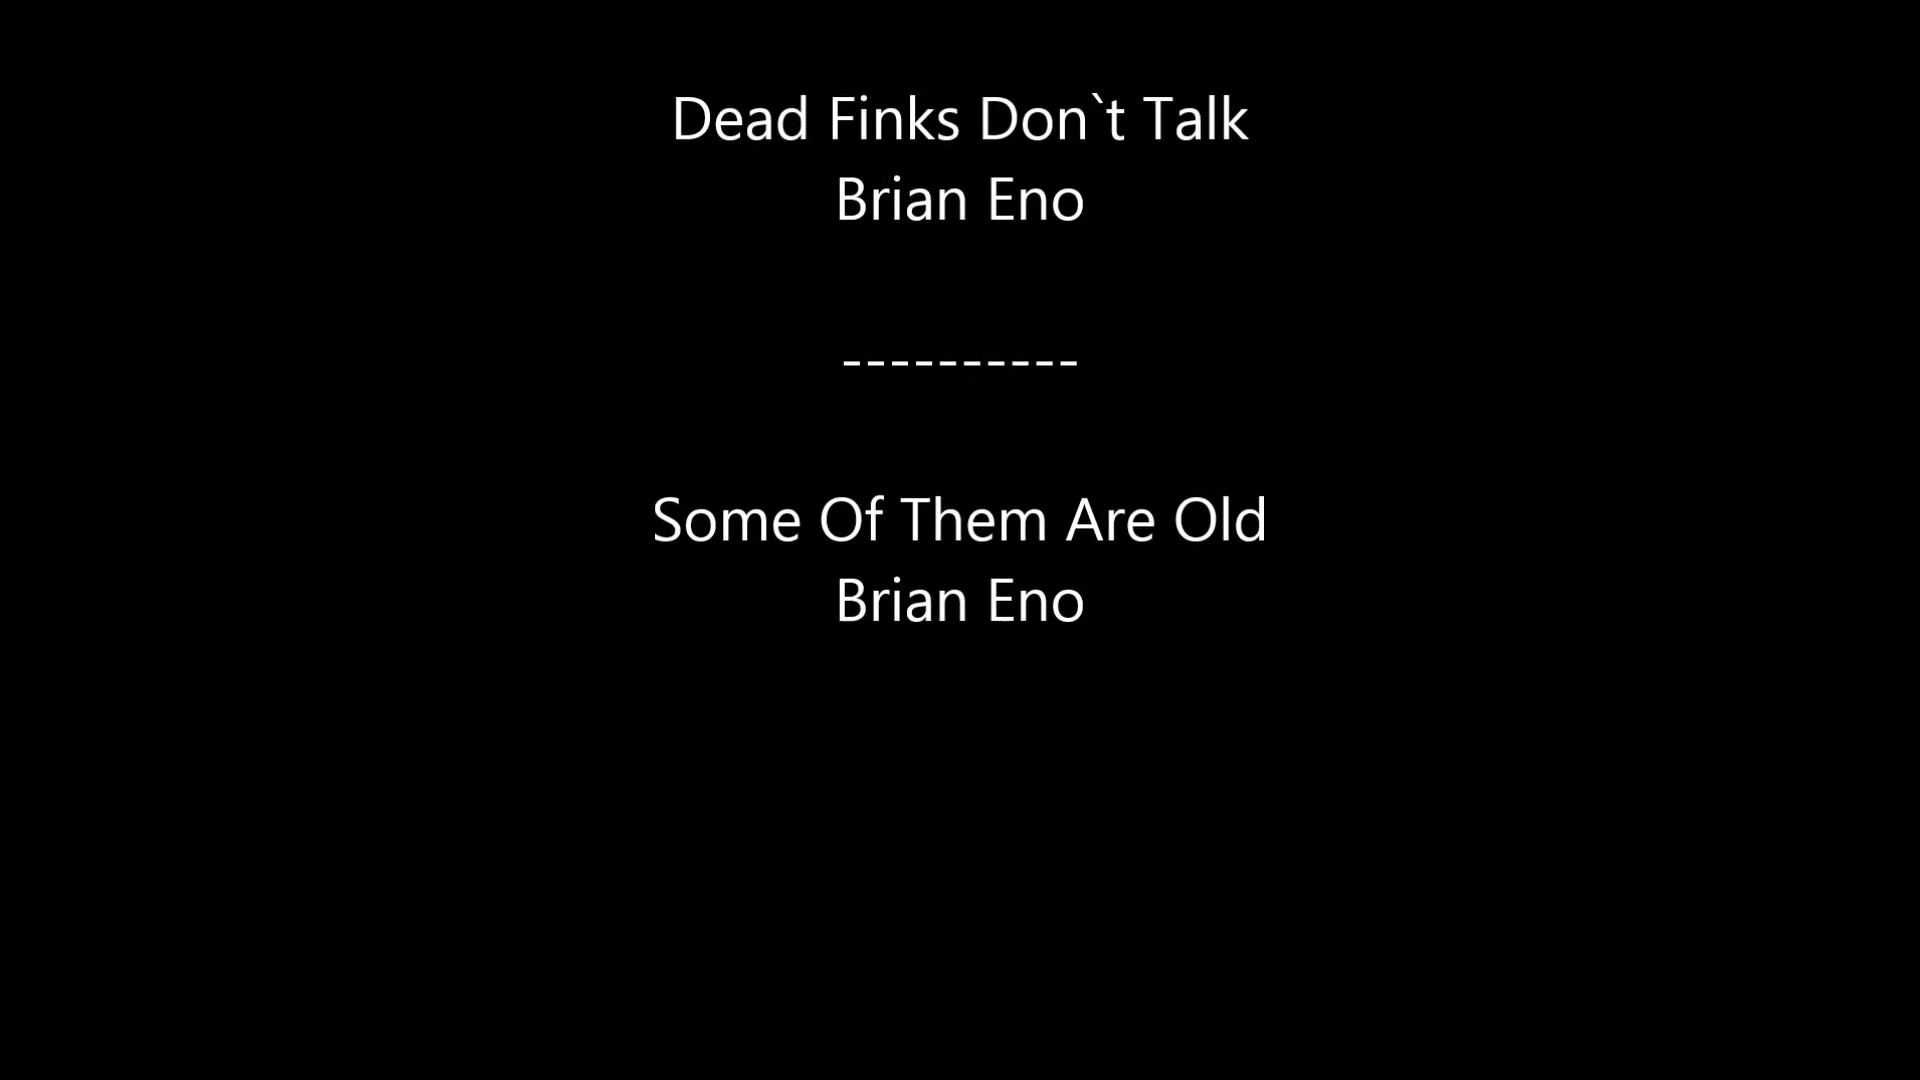 Dead Finks Don`t Talk
Brian Eno
----------
Some Of Them Are Old
Brian Eno